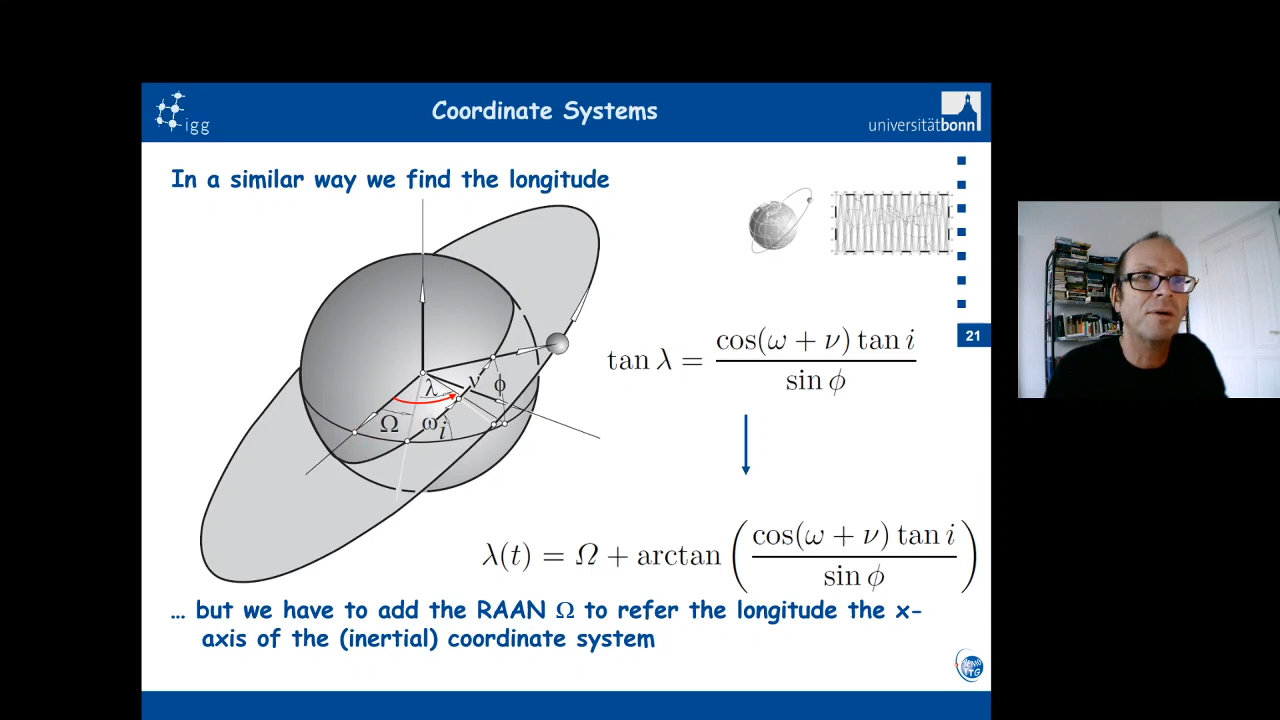 igg
Coordinate Systems
universitätbonn
In a similar way we find the longitude
21
tan λ = cos(ω + ν) tan i / sin ϕ
λ
ν
ϕ
Ω
ω
i
λ(t) = Ω + arctan ( cos(ω + ν) tan i / sin ϕ )
… but we have to add the RAAN Ω to refer the longitude the x-
axis of the (inertial) coordinate system